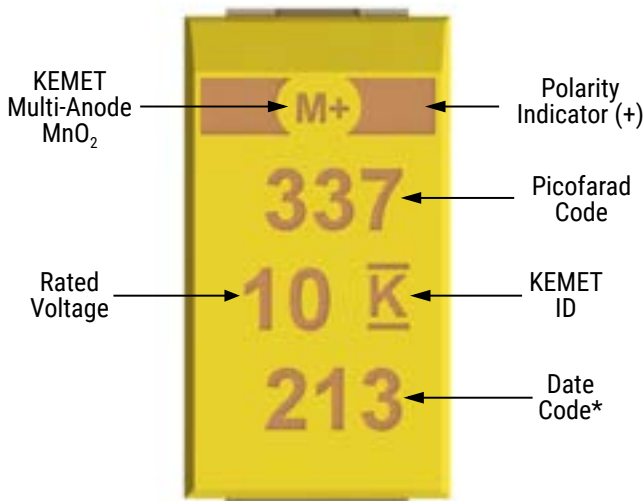 KEMET
Multi-Anode
MnO₂
M+
Polarity
Indicator (+)
337
Picofarad
Code
Rated
Voltage
10 K
KEMET
ID
213
Date
Code*